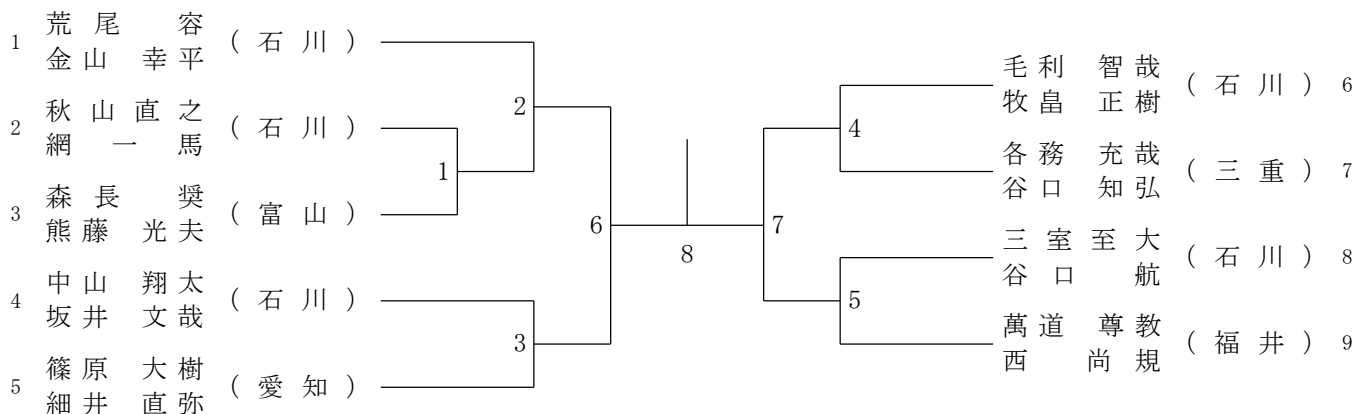 1 荒尾 容 (石川)
金山 幸平
2 秋山直之 (石川)
網 一馬
3 森長 奨 (富山)
熊藤 光夫
4 中山 翔太 (石川)
坂井 文哉
5 篠原 大樹 (愛知)
細井 直弥
2
1
6
3
8
4
7
5
毛利 智哉 (石川) 6
牧畠 正樹
各務 充哉 (三重) 7
谷口 知弘
三室至大 (石川) 8
谷口 航
萬道 尊教 (福井) 9
西 尚規